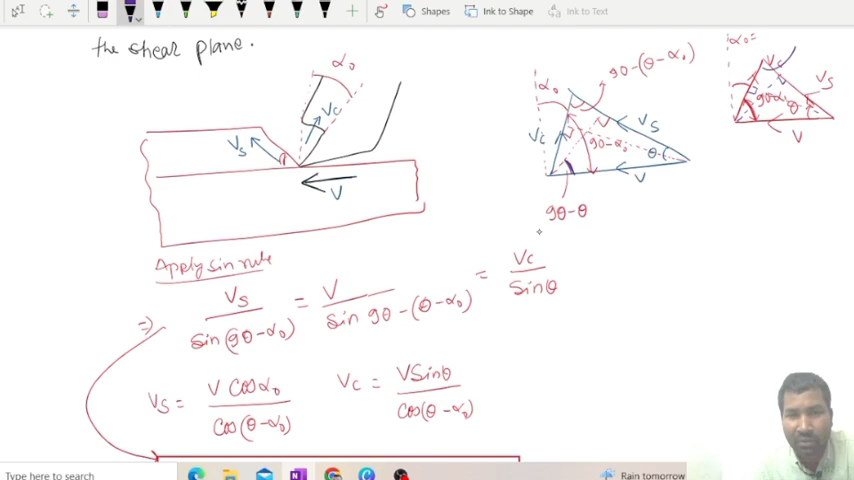 Shapes
Ink to Shape
Ink to Text
the shear plane.
α₀
Vc
Vs
V
α₀
90-(θ-α₀)
Vs
Vc
90-α₀
θ
V
90-θ
α₀=
Vc
Vs
90-α₀
θ
V
Apply sin rule
=> Vs / sin(90-α₀) = V / sin 90-(θ-α₀) = Vc / sinθ
Vs = V Cosα₀ / cos(θ-α₀) Vc = V Sinθ / cos(θ-α₀)
Type here to search
Rain tomorrow